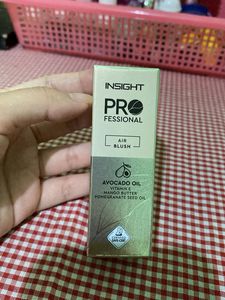 INSIGHT
PRO
FESSIONAL
AIR
BLUSH
AVOCADO OIL
VITAMIN E
MANGO BUTTER
POMEGRANATE SEED OIL